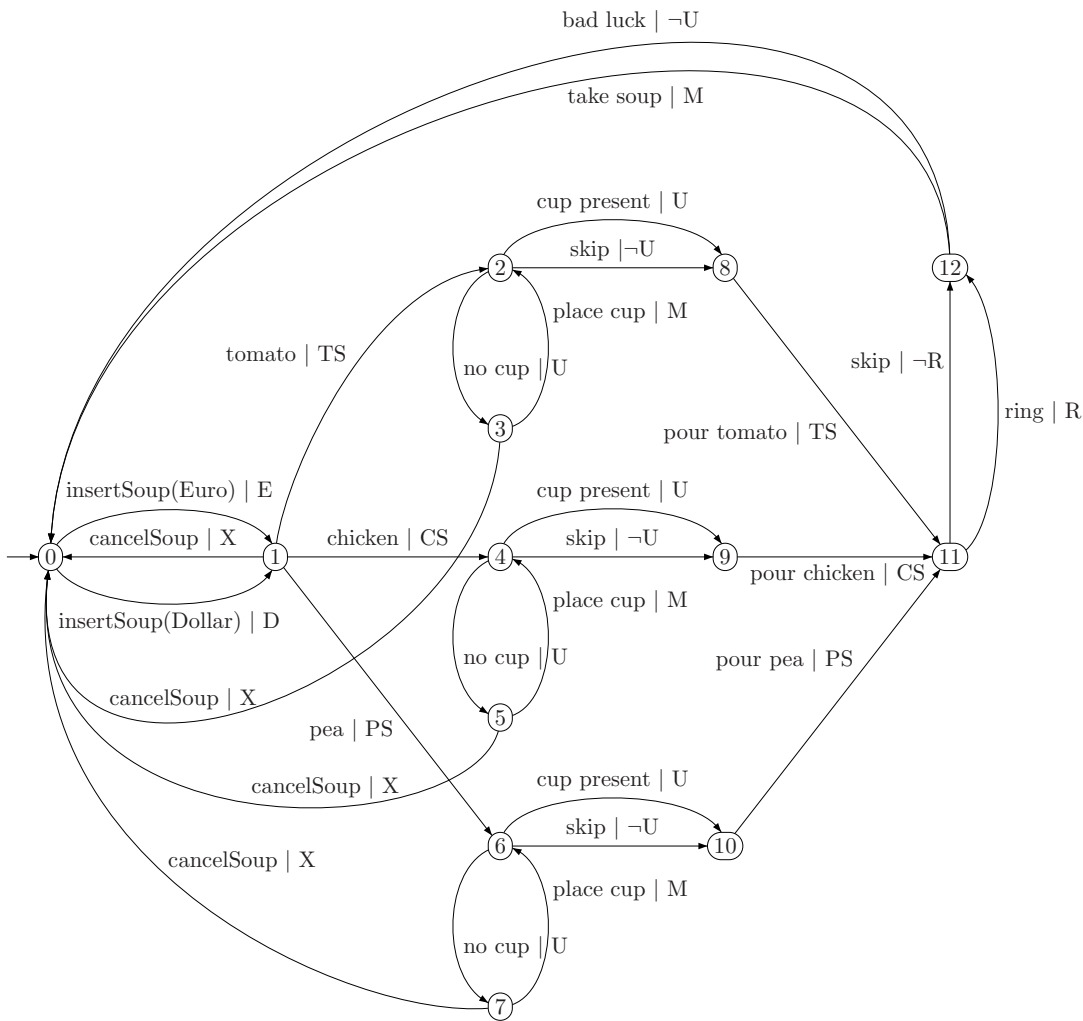 bad luck | ¬U
take soup | M
cup present | U
skip |¬U
2
8
12
place cup | M
tomato | TS
no cup | U
skip | ¬R
ring | R
3
pour tomato | TS
insertSoup(Euro) | E
cup present | U
cancelSoup | X
chicken | CS
skip | ¬U
0
1
4
9
11
pour chicken | CS
insertSoup(Dollar) | D
place cup | M
no cup | U
pour pea | PS
cancelSoup | X
5
pea | PS
cancelSoup | X
cup present | U
skip | ¬U
6
10
cancelSoup | X
place cup | M
no cup | U
7